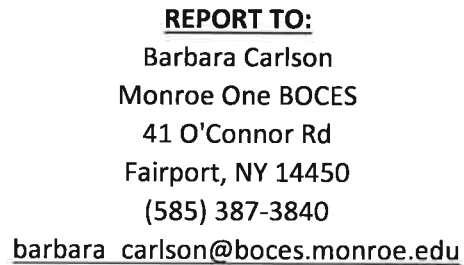 REPORT TO:
Barbara Carlson
Monroe One BOCES
41 O'Connor Rd
Fairport, NY 14450
(585) 387-3840
barbara_carlson@boces.monroe.edu